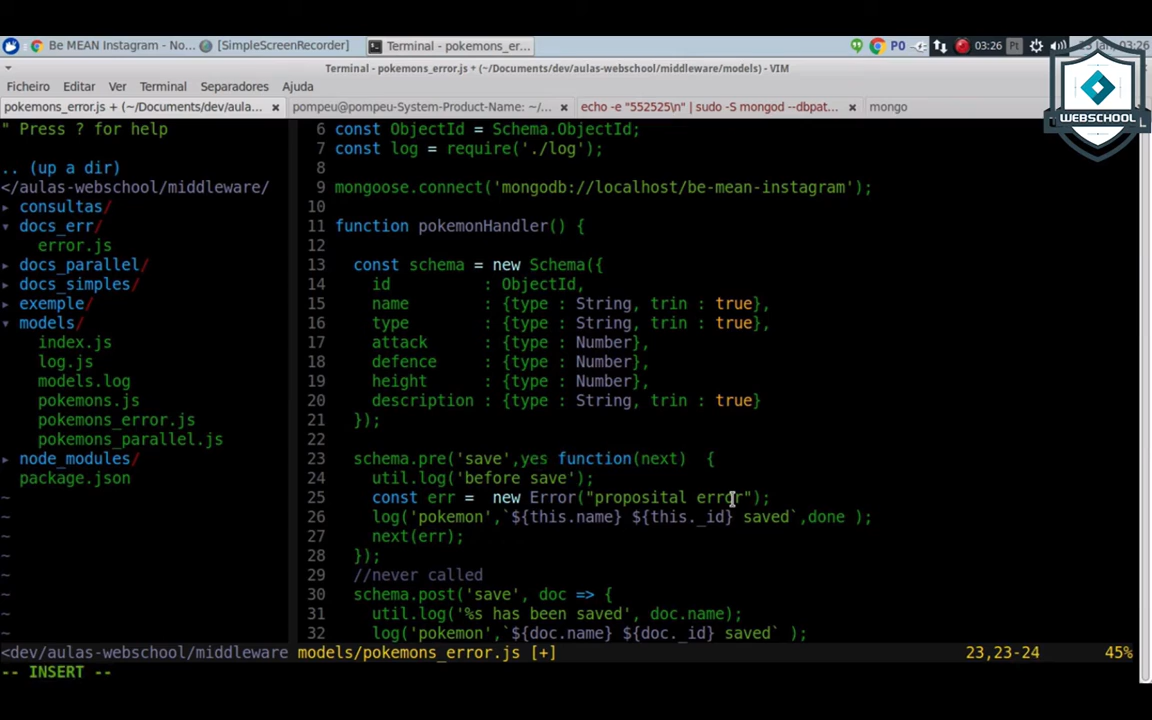 Be MEAN Instagram - No...
[SimpleScreenRecorder]
Terminal - pokemons_er...
PO
03:26
Pt
03:26
Terminal - pokemons_error.js + (~/Documents/dev/aulas-webschool/middleware/models) - VIM
WEBSCHOOL
Ficheiro Editar Ver Terminal Separadores Ajuda
pokemons_error.js + (~/Documents/dev/aula...
pompeu@pompeu-System-Product-Name: ~/...
echo -e "552525\n" | sudo -S mongod --dbpat...
mongo
" Press ? for help
.. (up a dir)
</aulas-webschool/middleware/
▸ consultas/
▾ docs_err/
error.js
▸ docs_parallel/
▸ docs_simples/
▸ exemple/
▾ models/
index.js
log.js
models.log
pokemons.js
pokemons_error.js
pokemons_parallel.js
▸ node_modules/
package.json
~
~
~
~
~
~
~
~
6 const ObjectId = Schema.ObjectId;
7 const log = require('./log');
8
9 mongoose.connect('mongodb://localhost/be-mean-instagram');
10
11 function pokemonHandler() {
12
13 const schema = new Schema({
14 id : ObjectId,
15 name : {type : String, trin : true},
16 type : {type : String, trin : true},
17 attack : {type : Number},
18 defence : {type : Number},
19 height : {type : Number},
20 description : {type : String, trin : true}
21 });
22
23 schema.pre('save',yes function(next)  {
24 util.log('before save');
25 const err =  new Error("proposital error");
26 log('pokemon',`${this.name} ${this._id} saved`,done );
27 next(err);
28 });
29 //never called
30 schema.post('save', doc => {
31 util.log('%s has been saved', doc.name);
32 log('pokemon',`${doc.name} ${doc._id} saved` );
<dev/aulas-webschool/middleware models/pokemons_error.js [+] 23,23-24 45%
-- INSERT --